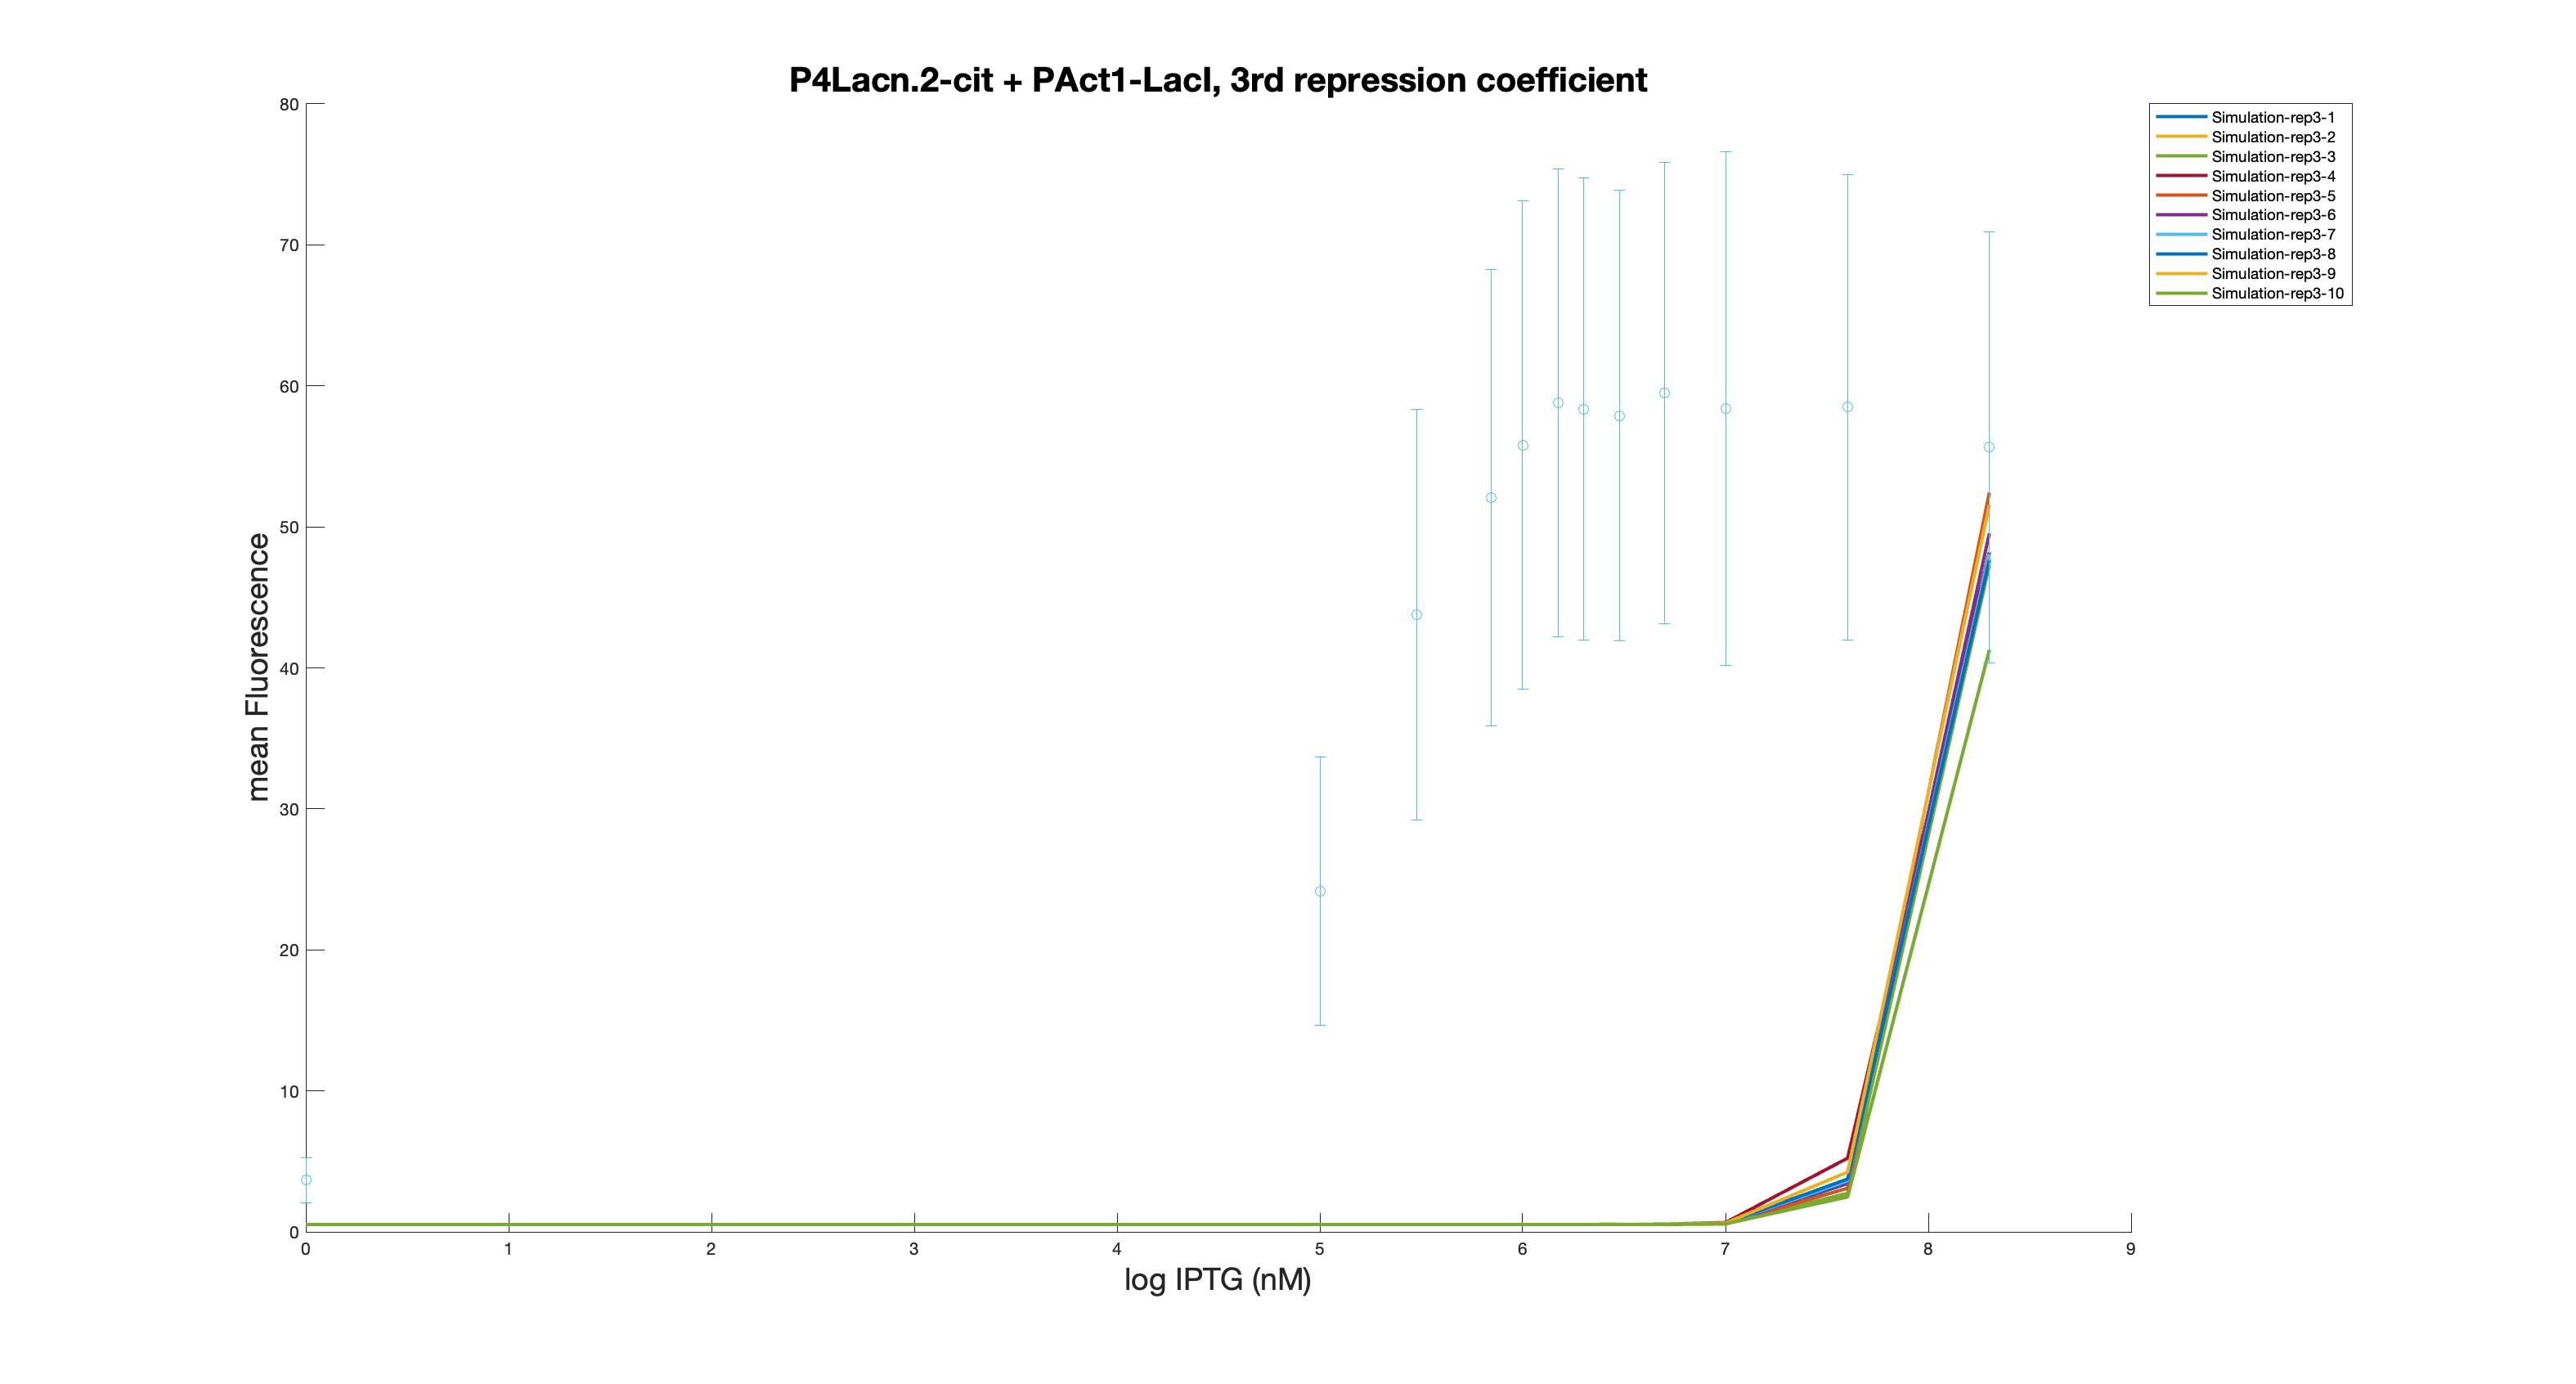 P4Lacn.2-cit + PAct1-LacI, 3rd repression coefficient
80
70
60
50
40
30
20
10
0
mean Fluorescence
0 1 2 3 4 5 6 7 8 9
log IPTG (nM)
Simulation-rep3-1
Simulation-rep3-2
Simulation-rep3-3
Simulation-rep3-4
Simulation-rep3-5
Simulation-rep3-6
Simulation-rep3-7
Simulation-rep3-8
Simulation-rep3-9
Simulation-rep3-10